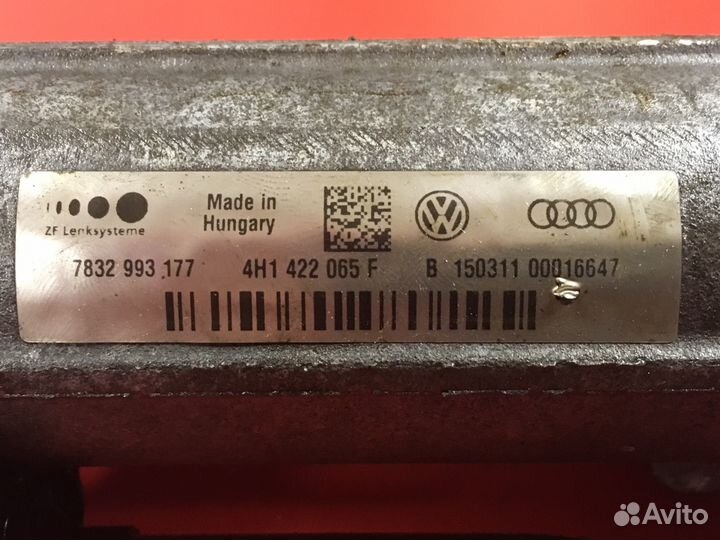 Made in
Hungary
ZF Lenksysteme
7832 993 177 4H1 422 065 F B 150311 00016647
Avito